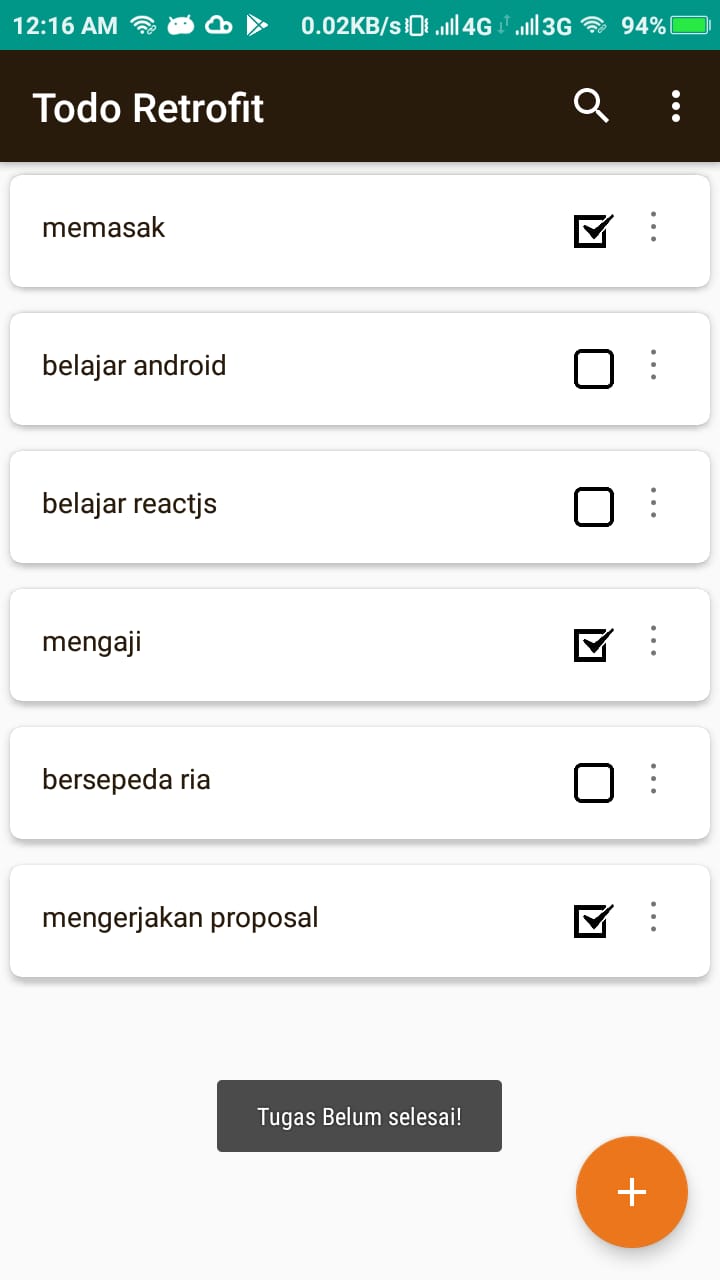 12:16 AM 0.02KB/s 4G 3G 94%
Todo Retrofit
memasak
belajar android
belajar reactjs
mengaji
bersepeda ria
mengerjakan proposal
Tugas Belum selesai!